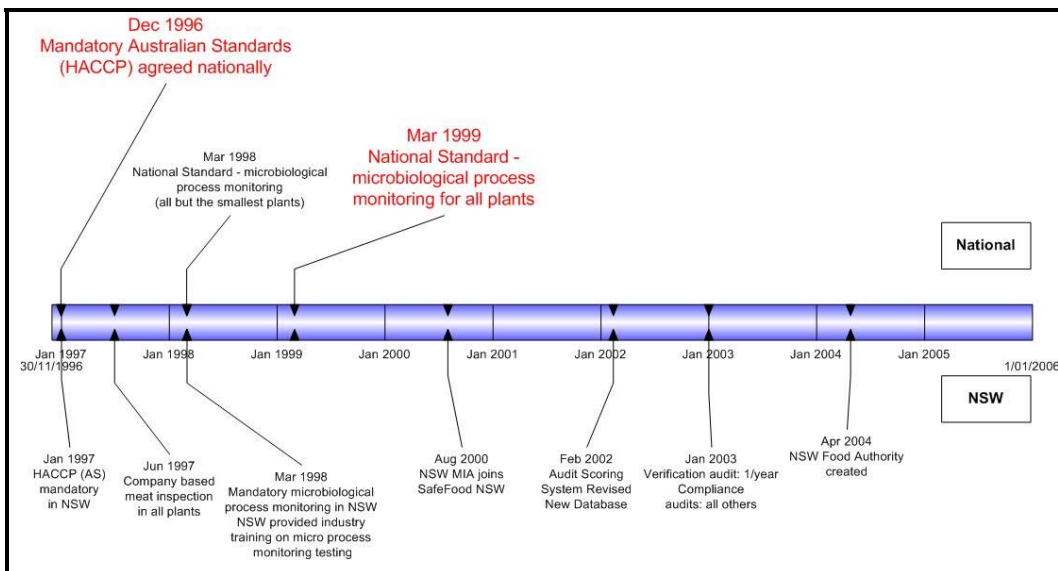 Dec 1996
Mandatory Australian Standards
(HACCP) agreed nationally
Mar 1998
National Standard - microbiological
process monitoring
(all but the smallest plants)
Mar 1999
National Standard -
microbiological process
monitoring for all plants
National
Jan 1997
Jan 1998
Jan 1999
Jan 2000
Jan 2001
Jan 2002
Jan 2003
Jan 2004
Jan 2005
30/11/1996
1/01/2006
NSW
Jan 1997
HACCP (AS)
mandatory
in NSW
Jun 1997
Company based
meat inspection
in all plants
Mar 1998
Mandatory microbiological
process monitoring in NSW
NSW provided industry
training on micro process
monitoring testing
Aug 2000
NSW MIA joins
SafeFood NSW
Feb 2002
Audit Scoring
System Revised
New Database
Jan 2003
Verification audit: 1/year
Compliance
audits: all others
Apr 2004
NSW Food Authority
created